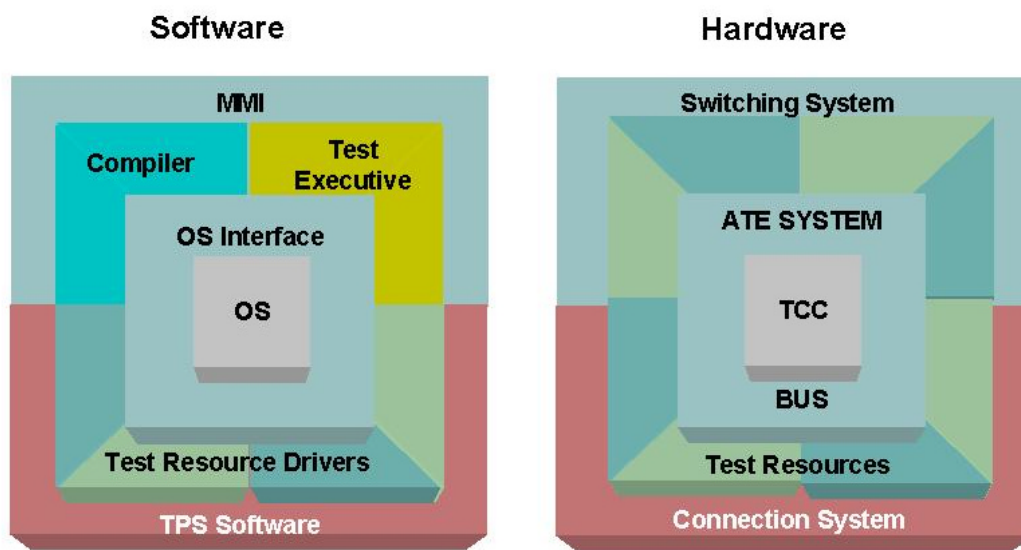 Software
MMI
Compiler
Test
Executive
OS Interface
OS
Test Resource Drivers
TPS Software
Hardware
Switching System
ATE SYSTEM
TCC
BUS
Test Resources
Connection System